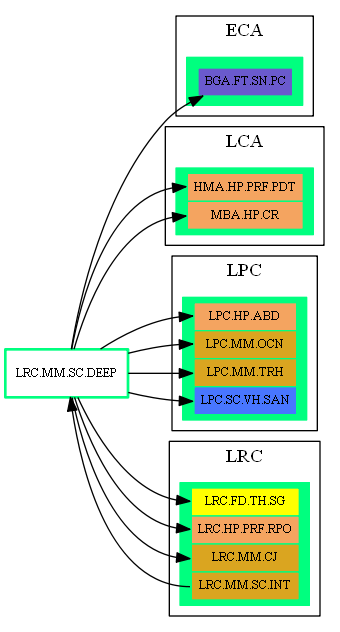 ECA
BGA.FT.SN.PC
LCA
HMA.HP.PRF.PDT
MBA.HP.CR
LPC
LPC.HP.ABD
LPC.MM.OCN
LPC.MM.TRH
LPC.SC.VH.SAN
LRC.MM.SC.DEEP
LRC
LRC.FD.TH.SG
LRC.HP.PRF.RPO
LRC.MM.CJ
LRC.MM.SC.INT